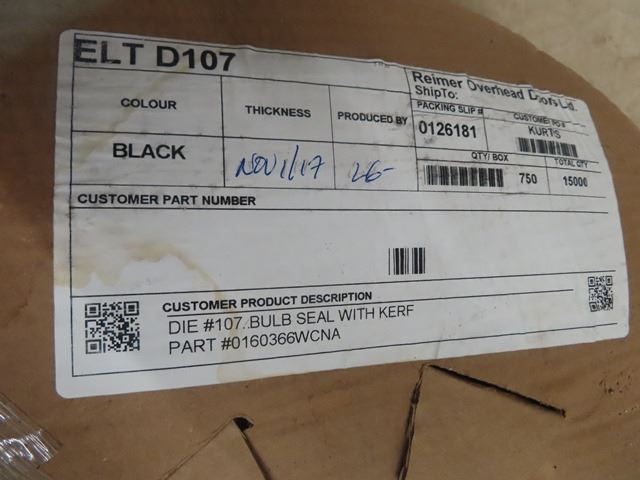 ELT D107
Reimer Overhead Doors Ltd.
ShipTo:
COLOUR
THICKNESS
PRODUCED BY
PACKING SLIP #
CUSTOMER PO #
0126181
KURTIS
BLACK
NOV 1/17
26-
QTY/ BOX
TOTAL QTY
750
15000
CUSTOMER PART NUMBER
CUSTOMER PRODUCT DESCRIPTION
DIE #107..BULB SEAL WITH KERF
PART #0160366WCNA